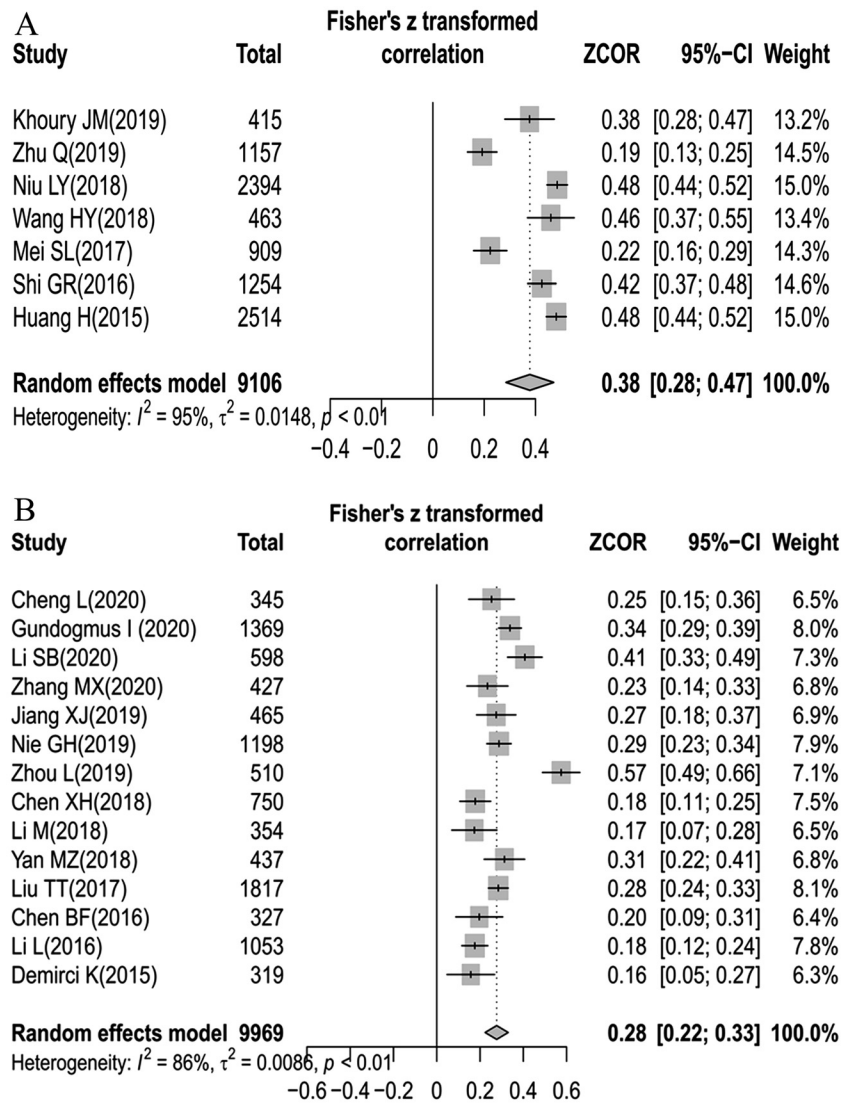 A
Fisher's z transformed
Study Total correlation ZCOR 95%−CI Weight
Khoury JM(2019) 415 0.38 [0.28; 0.47] 13.2%
Zhu Q(2019) 1157 0.19 [0.13; 0.25] 14.5%
Niu LY(2018) 2394 0.48 [0.44; 0.52] 15.0%
Wang HY(2018) 463 0.46 [0.37; 0.55] 13.4%
Mei SL(2017) 909 0.22 [0.16; 0.29] 14.3%
Shi GR(2016) 1254 0.42 [0.37; 0.48] 14.6%
Huang H(2015) 2514 0.48 [0.44; 0.52] 15.0%
Random effects model 9106 0.38 [0.28; 0.47] 100.0%
Heterogeneity: I² = 95%, τ² = 0.0148, p < 0.01
−0.4 −0.2 0 0.2 0.4
B
Fisher's z transformed
Study Total correlation ZCOR 95%−CI Weight
Cheng L(2020) 345 0.25 [0.15; 0.36] 6.5%
Gundogmus I (2020) 1369 0.34 [0.29; 0.39] 8.0%
Li SB(2020) 598 0.41 [0.33; 0.49] 7.3%
Zhang MX(2020) 427 0.23 [0.14; 0.33] 6.8%
Jiang XJ(2019) 465 0.27 [0.18; 0.37] 6.9%
Nie GH(2019) 1198 0.29 [0.23; 0.34] 7.9%
Zhou L(2019) 510 0.57 [0.49; 0.66] 7.1%
Chen XH(2018) 750 0.18 [0.11; 0.25] 7.5%
Li M(2018) 354 0.17 [0.07; 0.28] 6.5%
Yan MZ(2018) 437 0.31 [0.22; 0.41] 6.8%
Liu TT(2017) 1817 0.28 [0.24; 0.33] 8.1%
Chen BF(2016) 327 0.20 [0.09; 0.31] 6.4%
Li L(2016) 1053 0.18 [0.12; 0.24] 7.8%
Demirci K(2015) 319 0.16 [0.05; 0.27] 6.3%
Random effects model 9969 0.28 [0.22; 0.33] 100.0%
Heterogeneity: I² = 86%, τ² = 0.0086, p < 0.01
−0.6 −0.4 −0.2 0 0.2 0.4 0.6